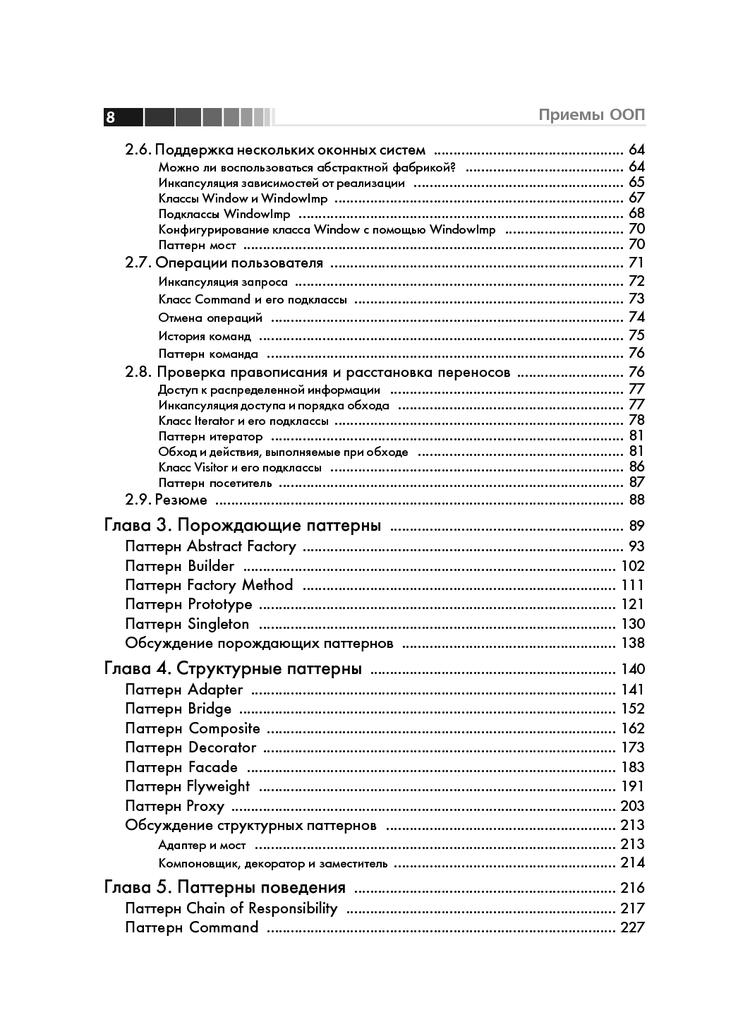 8
Приемы ООП
2.6. Поддержка нескольких оконных систем ................................................ 64
Можно ли воспользоваться абстрактной фабрикой? ........................................ 64
Инкапсуляция зависимостей от реализации ..................................................... 65
Классы Window и WindowImp ......................................................................... 67
Подклассы WindowImp .................................................................................. 68
Конфигурирование класса Window с помощью WindowImp .............................. 70
Паттерн мост ................................................................................................ 70
2.7. Операции пользователя .......................................................................... 71
Инкапсуляция запроса ................................................................................... 72
Класс Command и его подклассы .................................................................... 73
Отмена операций ......................................................................................... 74
История команд ............................................................................................ 75
Паттерн команда .......................................................................................... 76
2.8. Проверка правописания и расстановка переносов ........................... 76
Доступ к распределенной информации ........................................................... 77
Инкапсуляция доступа и порядка обхода ......................................................... 77
Класс Iterator и его подклассы ......................................................................... 78
Паттерн итератор ......................................................................................... 81
Обход и действия, выполняемые при обходе .................................................... 81
Класс Visitor и его подклассы .......................................................................... 86
Паттерн посетитель ....................................................................................... 87
2.9. Резюме ....................................................................................................... 88
Глава 3. Порождающие паттерны ........................................................... 89
Паттерн Abstract Factory ................................................................................. 93
Паттерн Builder .............................................................................................. 102
Паттерн Factory Method ............................................................................... 111
Паттерн Prototype .......................................................................................... 121
Паттерн Singleton ............................................................................................ 130
Обсуждение порождающих паттернов ...................................................... 138
Глава 4. Структурные паттерны .............................................................. 140
Паттерн Adapter ............................................................................................ 141
Паттерн Bridge ................................................................................................ 152
Паттерн Composite ........................................................................................ 162
Паттерн Decorator ......................................................................................... 173
Паттерн Facade .............................................................................................. 183
Паттерн Flyweight .......................................................................................... 191
Паттерн Proxy ................................................................................................. 203
Обсуждение структурных паттернов .......................................................... 213
Адаптер и мост ............................................................................................. 213
Компоновщик, декоратор и заместитель ......................................................... 214
Глава 5. Паттерны поведения .................................................................. 216
Паттерн Chain of Responsibility .................................................................... 217
Паттерн Command ........................................................................................ 227